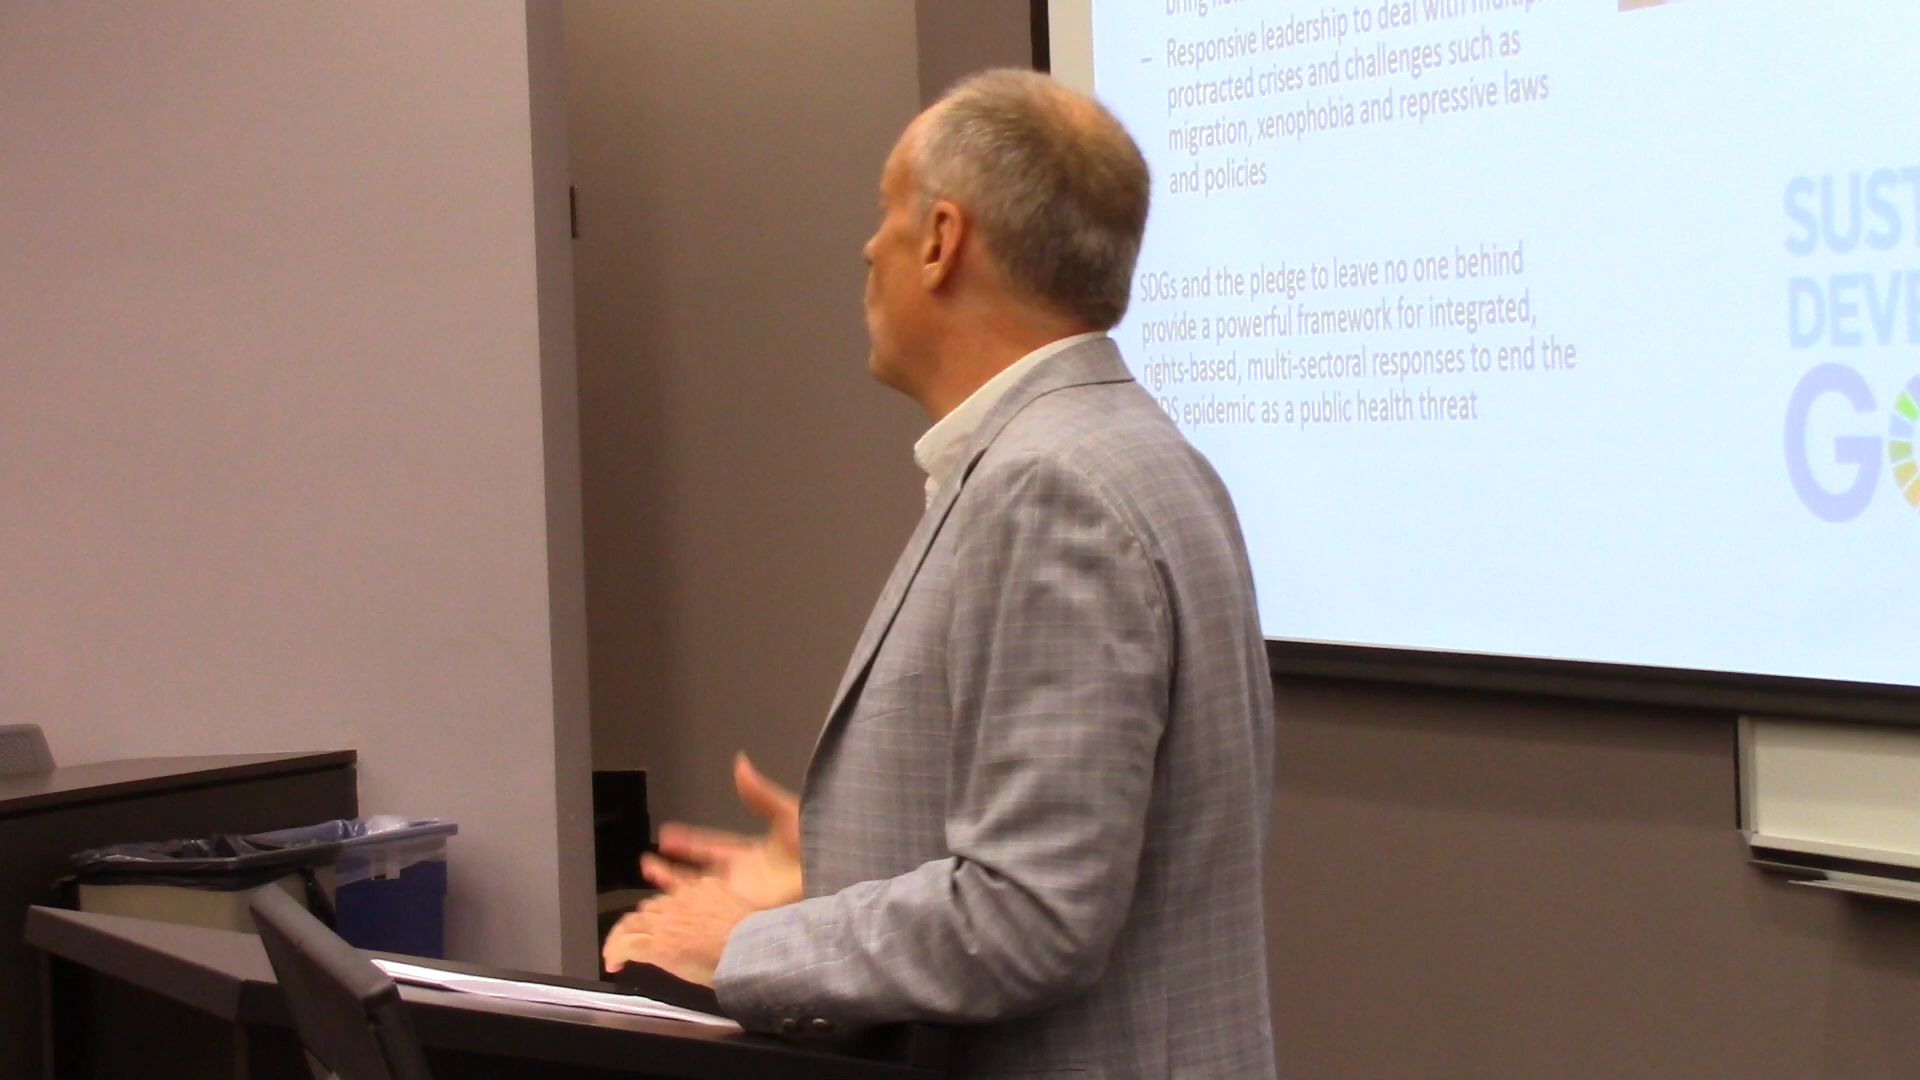 – Responsive leadership to deal with
protracted crises and challenges such as
migration, xenophobia and repressive laws
and policies
SDGs and the pledge to leave no one behind
provide a powerful framework for integrated,
rights-based, multi-sectoral responses to end the
epidemic as a public health threat
SUST
DEVE
GO